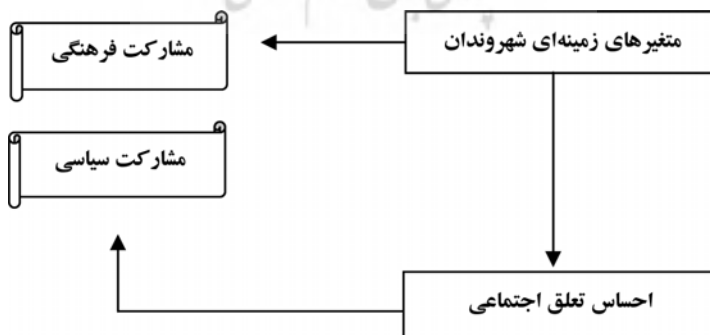 متغیرهای زمینه‌ای شهروندان
مشارکت فرهنگی
مشارکت سیاسی
احساس تعلق اجتماعی